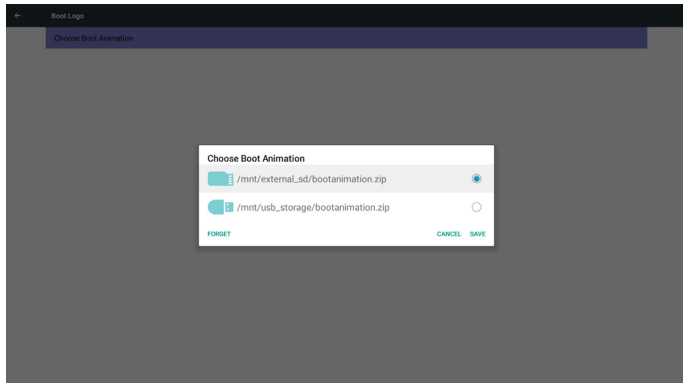 Boot Logo
Choose Boot Animation
Choose Boot Animation
/mnt/external_sd/bootanimation.zip
/mnt/usb_storage/bootanimation.zip
FORGET CANCEL SAVE